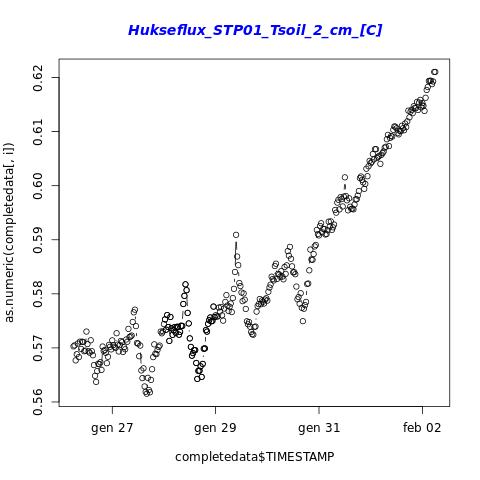 Hukseflux_STP01_Tsoil_2_cm_[C]
as.numeric(completedata[, i])
0.62
0.61
0.60
0.59
0.58
0.57
0.56
gen 27 gen 29 gen 31 feb 02
completedata$TIMESTAMP